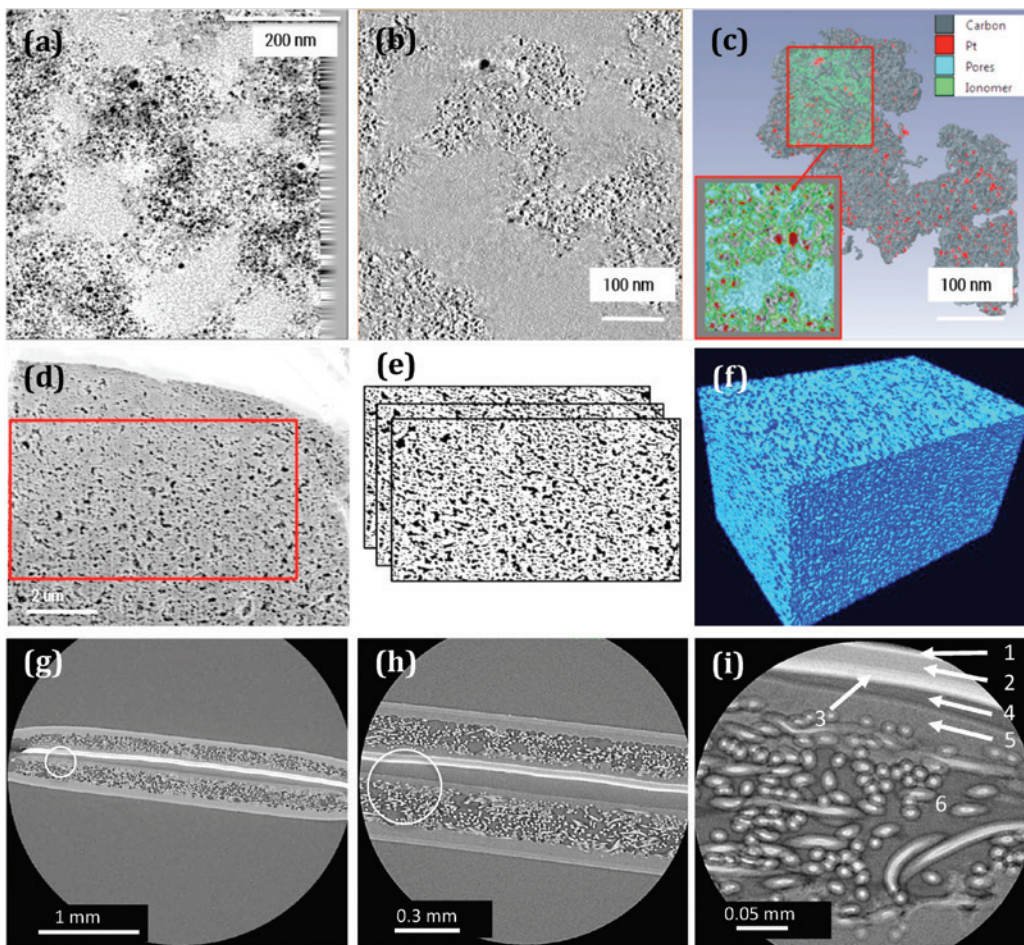 (a)
200 nm
(b)
100 nm
(c)
Carbon
Pt
Pores
Ionomer
100 nm
(d)
2 um
(e)
(f)
(g)
1 mm
(h)
0.3 mm
(i)
1
2
3
4
5
6
0.05 mm